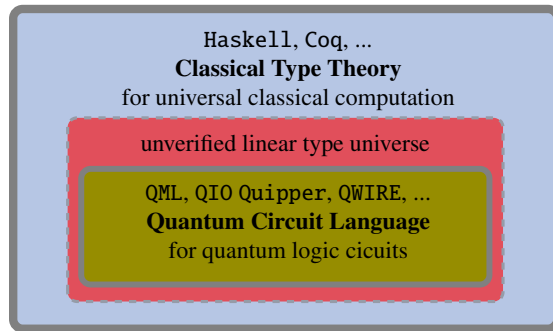 Haskell, Coq, ...
Classical Type Theory
for universal classical computation
unverified linear type universe
QML, QIO Quipper, QWIRE, ...
Quantum Circuit Language
for quantum logic cicuits